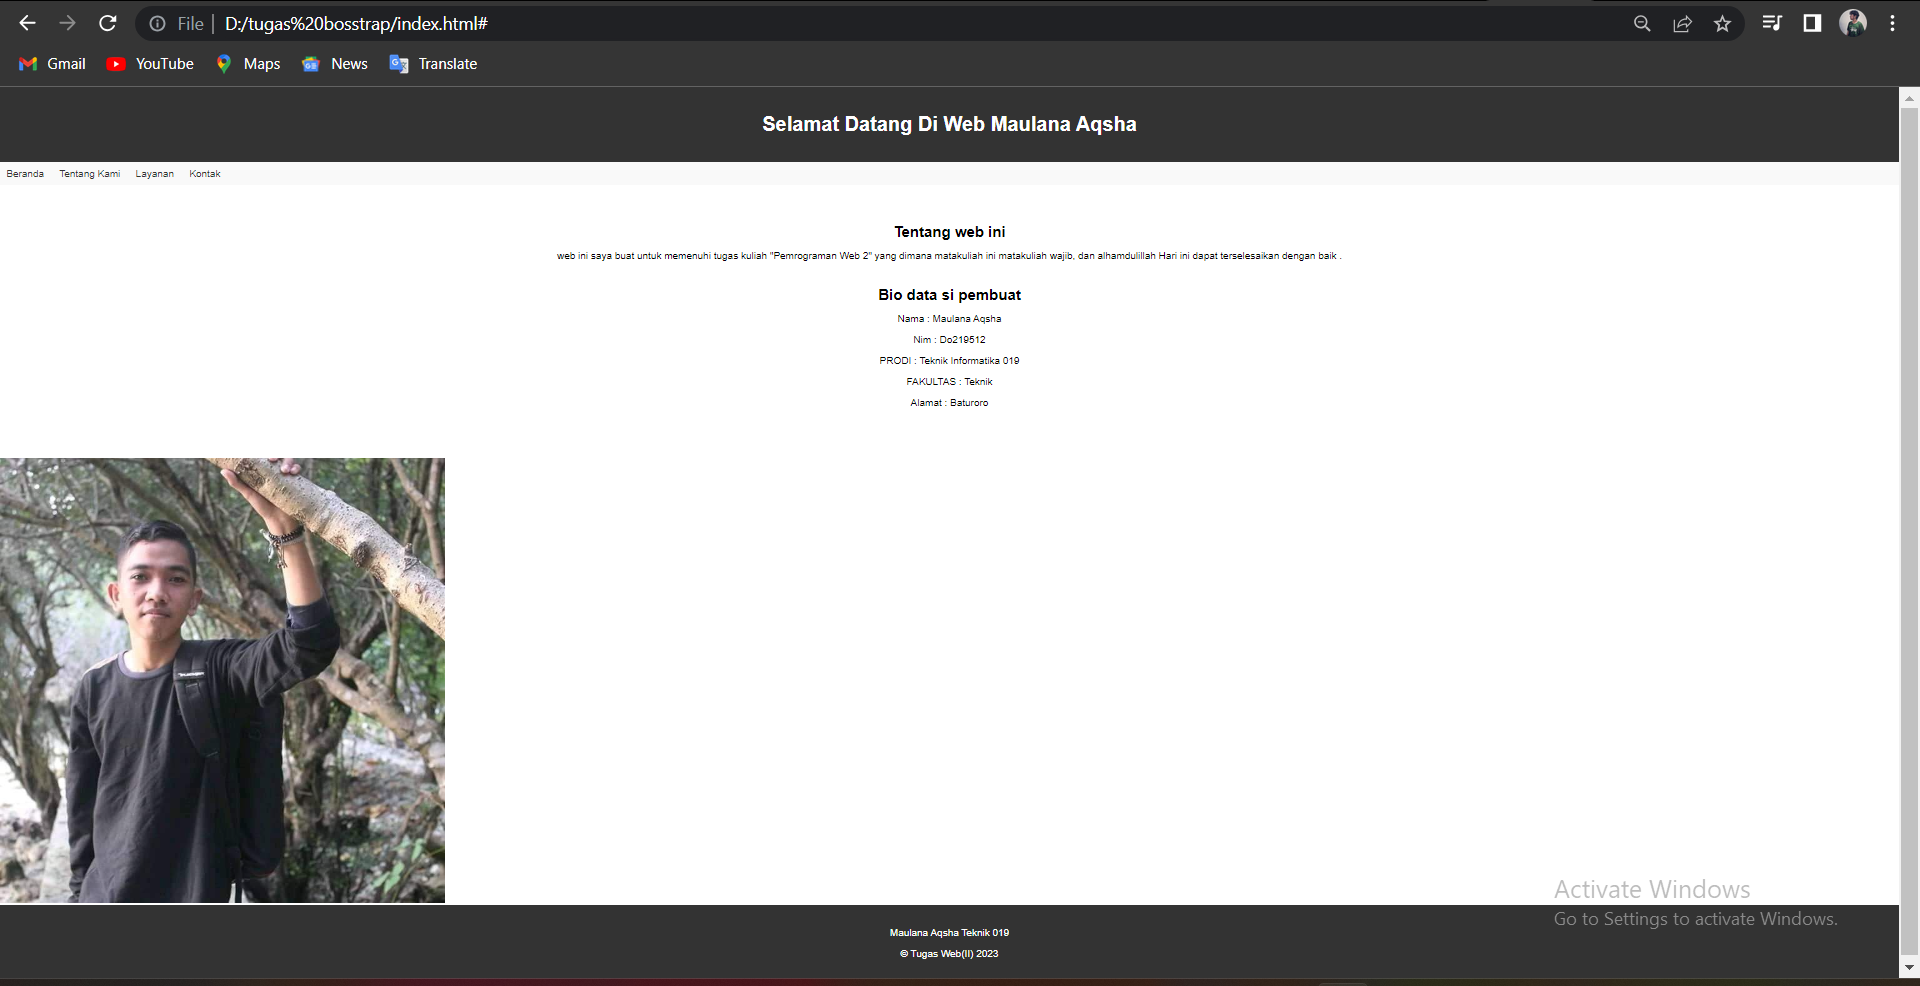 File
D:/tugas%20bosstrap/index.html#
Gmail
YouTube
Maps
News
Translate
Selamat Datang Di Web Maulana Aqsha
Beranda
Tentang Kami
Layanan
Kontak
Tentang web ini
web ini saya buat untuk memenuhi tugas kuliah "Pemrograman Web 2" yang dimana matakuliah ini matakuliah wajib, dan alhamdulillah Hari ini dapat terselesaikan dengan baik .
Bio data si pembuat
Nama : Maulana Aqsha
Nim : Do219512
PRODI : Teknik Informatika 019
FAKULTAS : Teknik
Alamat : Baturoro
Activate Windows
Go to Settings to activate Windows.
Maulana Aqsha Teknik 019
© Tugas Web(II) 2023